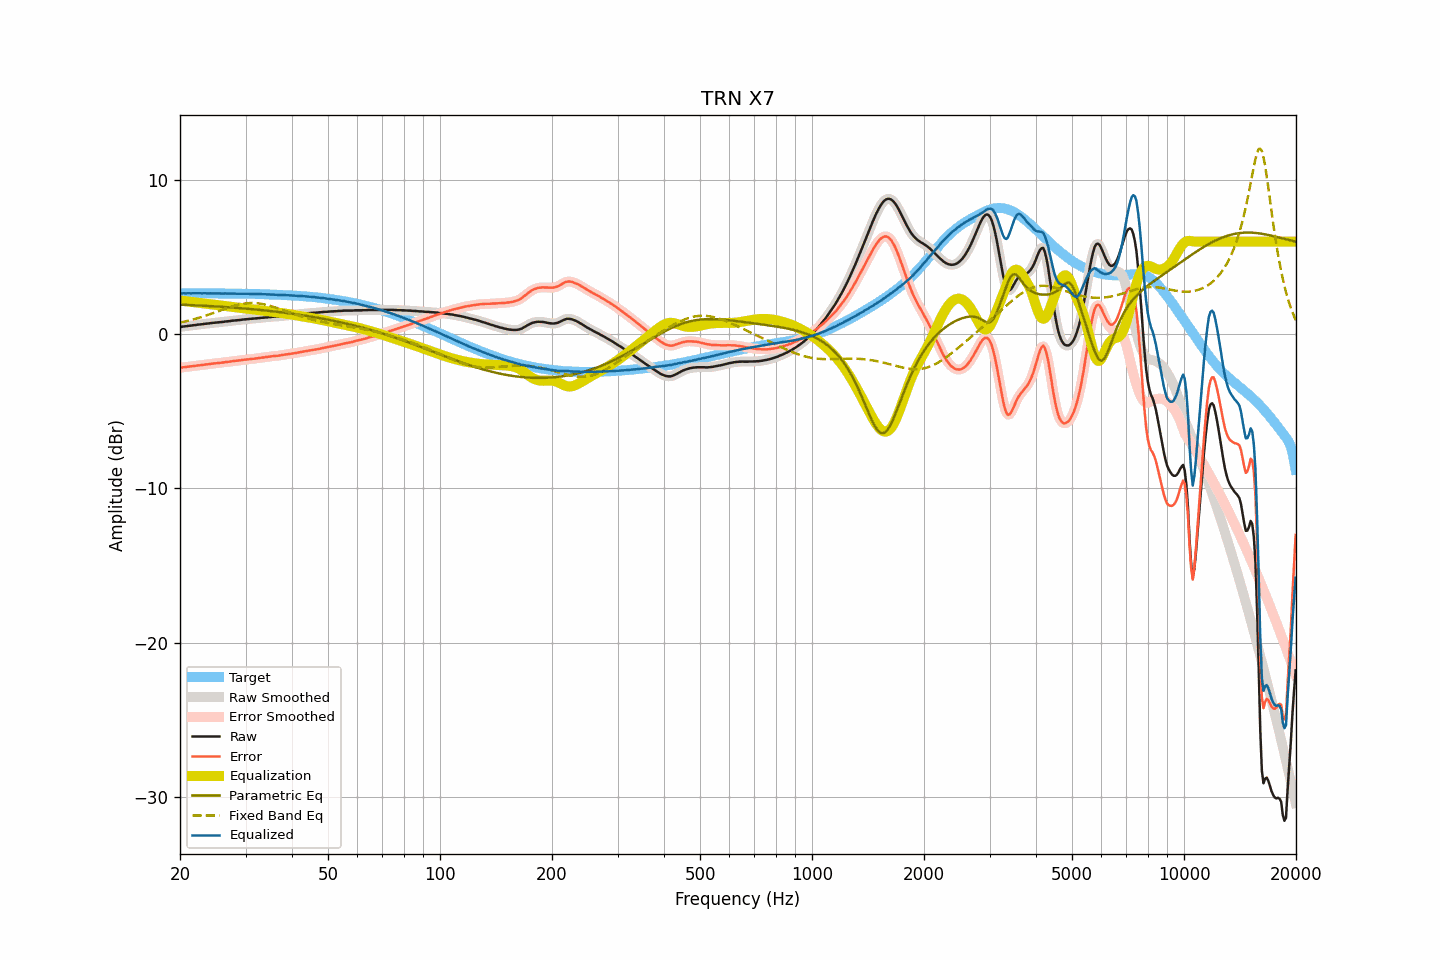 TRN X7
Amplitude (dBr)
10
0
−10
−20
−30
Target
Raw Smoothed
Error Smoothed
Raw
Error
Equalization
Parametric Eq
Fixed Band Eq
Equalized
20 50 100 200 500 1000 2000 5000 10000 20000
Frequency (Hz)